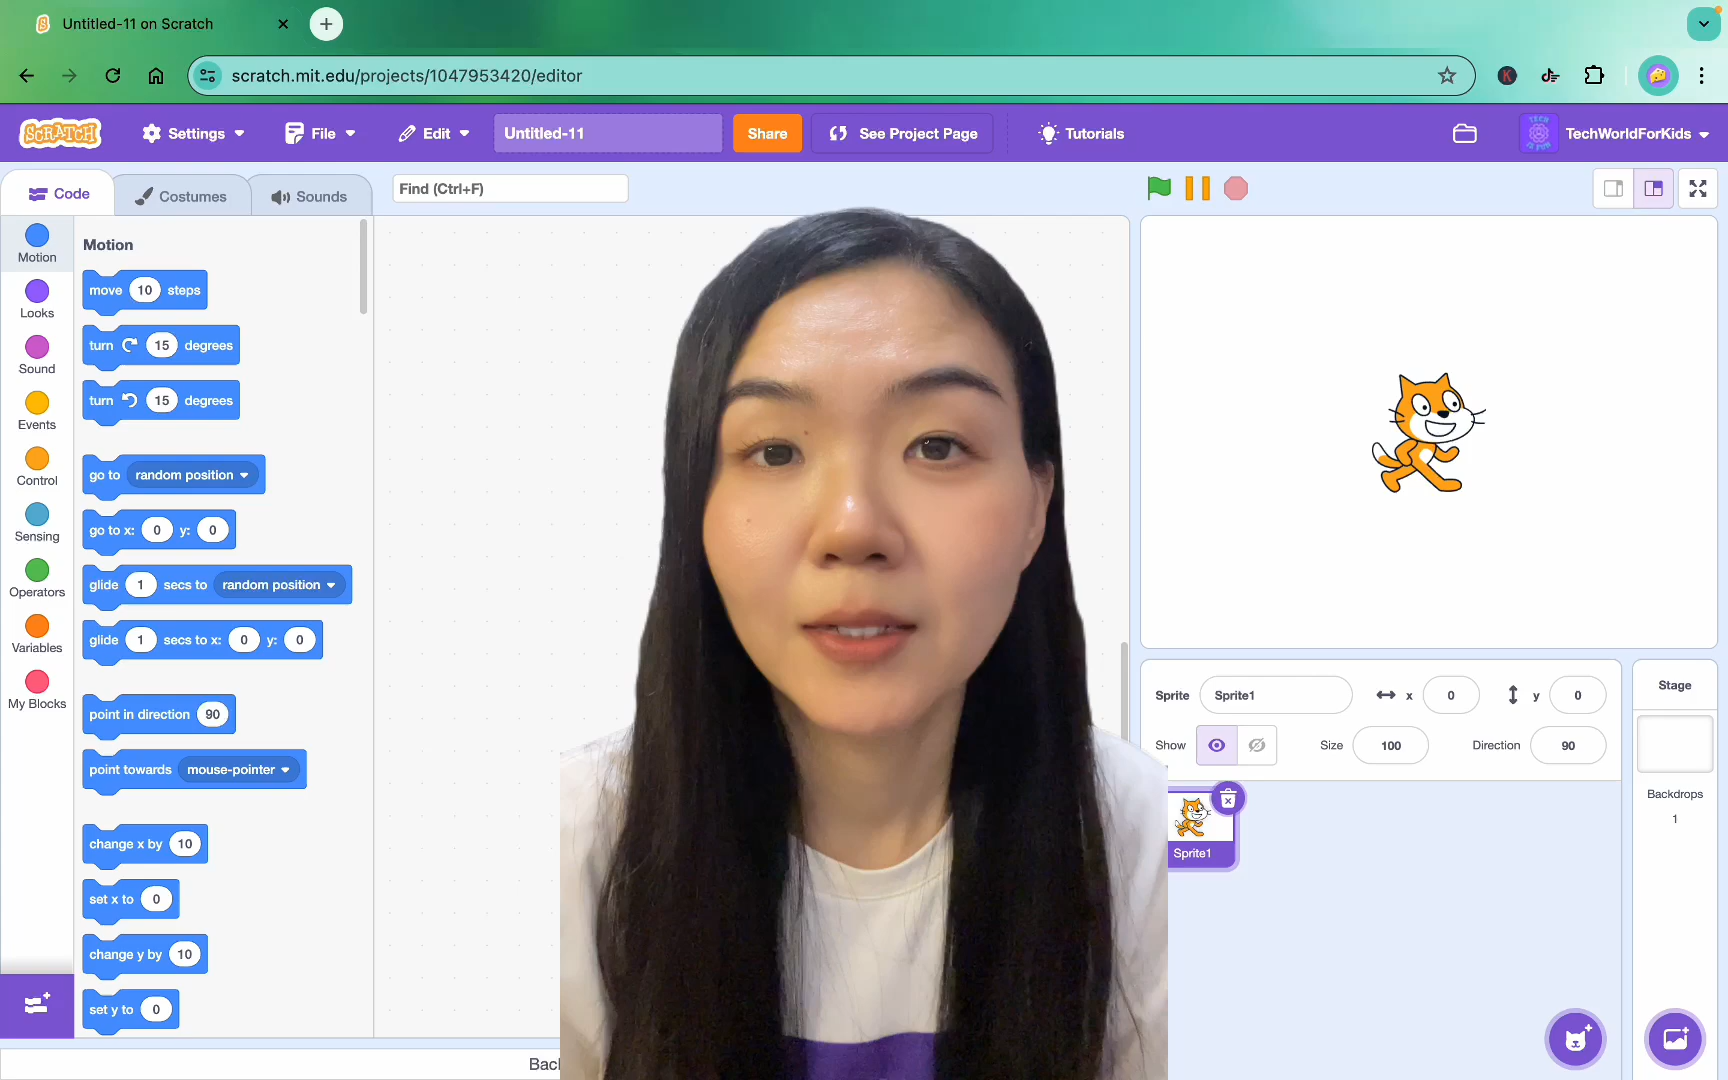 Untitled-11 on Scratch
scratch.mit.edu/projects/1047953420/editor
SCRATCH
Settings
File
Edit
Untitled-11
Share
See Project Page
Tutorials
TechWorldForKids
Code
Costumes
Sounds
Find (Ctrl+F)
Motion
Looks
Sound
Events
Control
Sensing
Operators
Variables
My Blocks
Motion
move 10 steps
turn 15 degrees
turn 15 degrees
go to random position
go to x: 0 y: 0
glide 1 secs to random position
glide 1 secs to x: 0 y: 0
point in direction 90
point towards mouse-pointer
change x by 10
set x to 0
change y by 10
set y to 0
Sprite Sprite1 x 0 y 0
Show Size 100 Direction 90
Sprite1
Stage
Backdrops
1